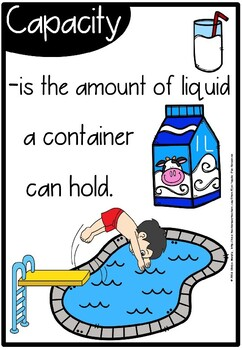 Capacity
-is the amount of liquid
a container
can hold.
1L